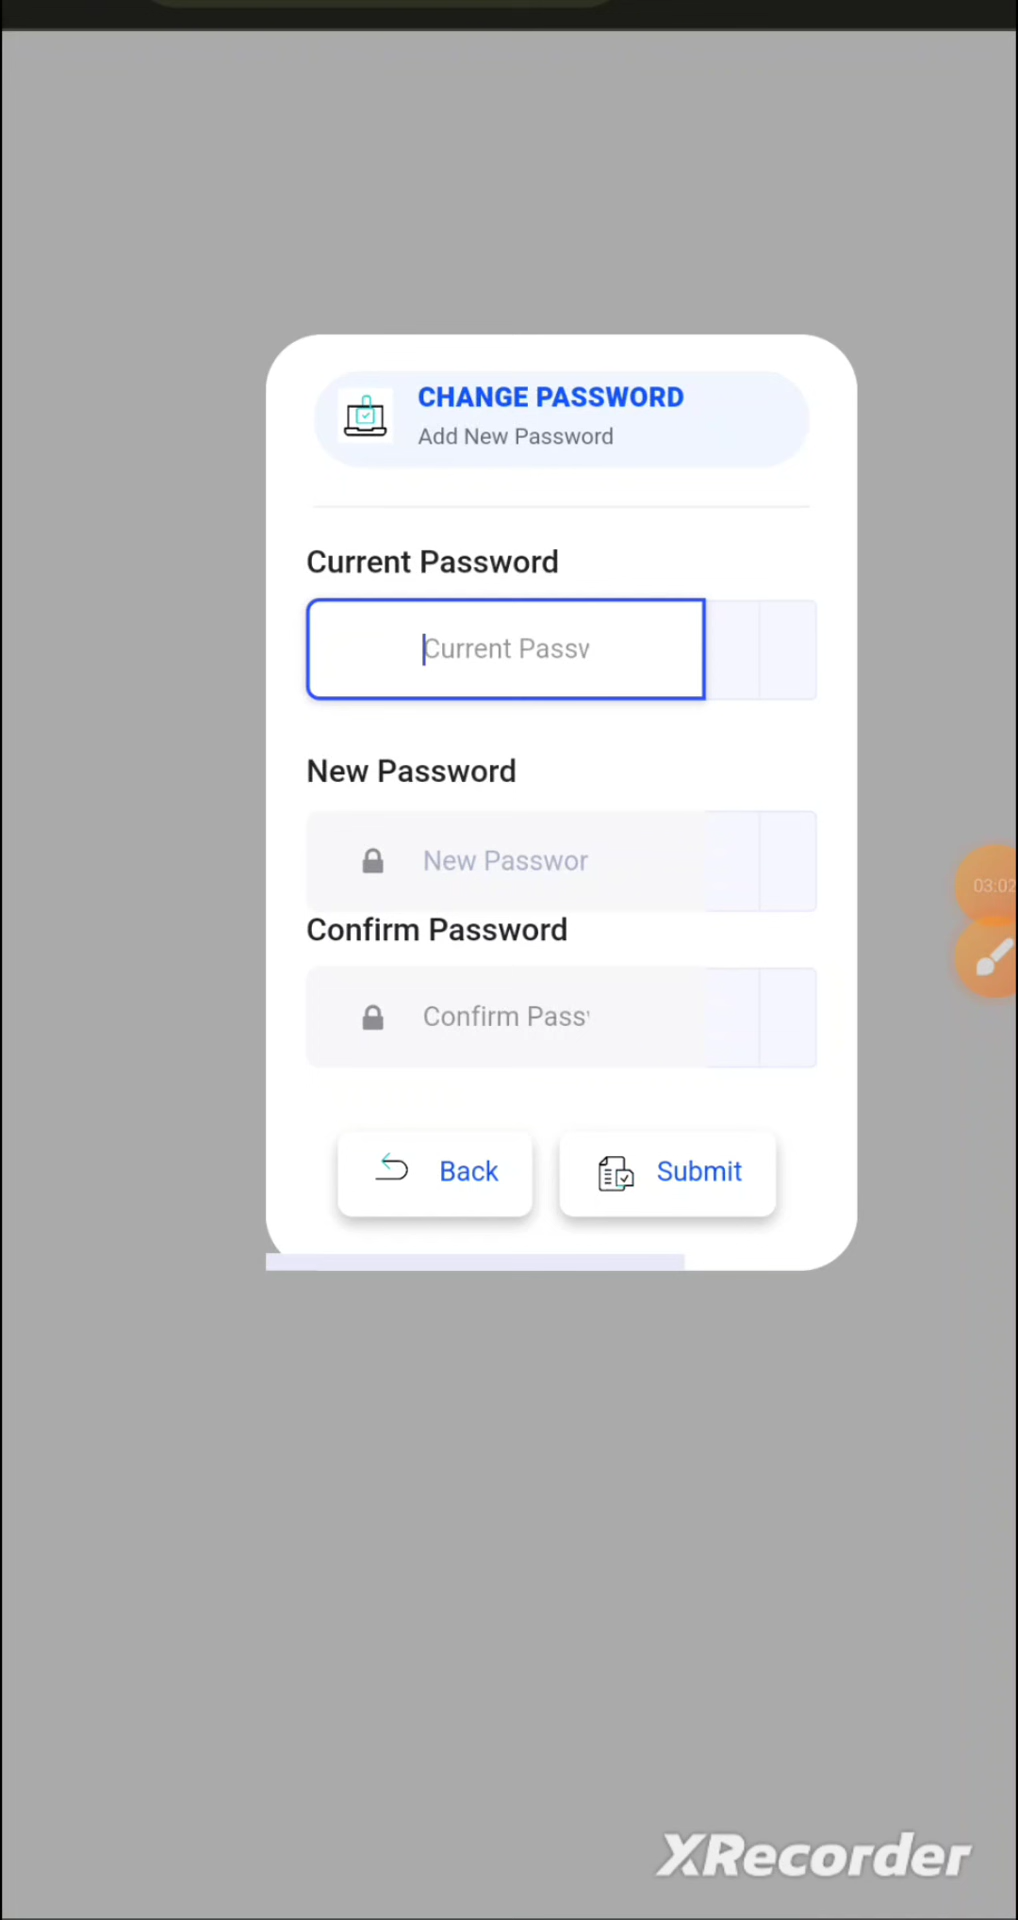 CHANGE PASSWORD
Add New Password
Current Password
Current Passv
New Password
New Passwor
Confirm Password
Confirm Pass
Back
Submit
03:02
XRecorder